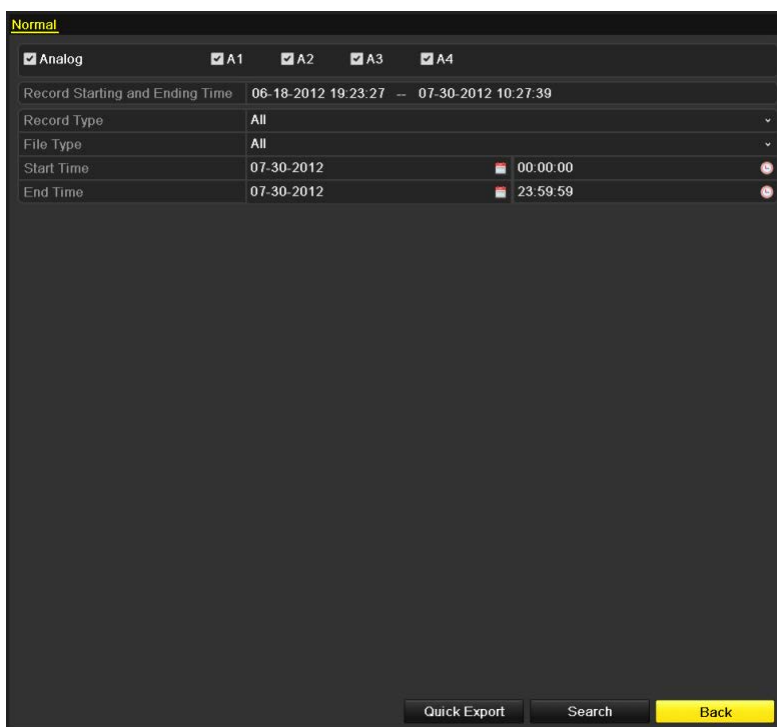 Normal
Analog A1 A2 A3 A4
Record Starting and Ending Time 06-18-2012 19:23:27 -- 07-30-2012 10:27:39
Record Type All
File Type All
Start Time 07-30-2012 00:00:00
End Time 07-30-2012 23:59:59
Quick Export Search Back